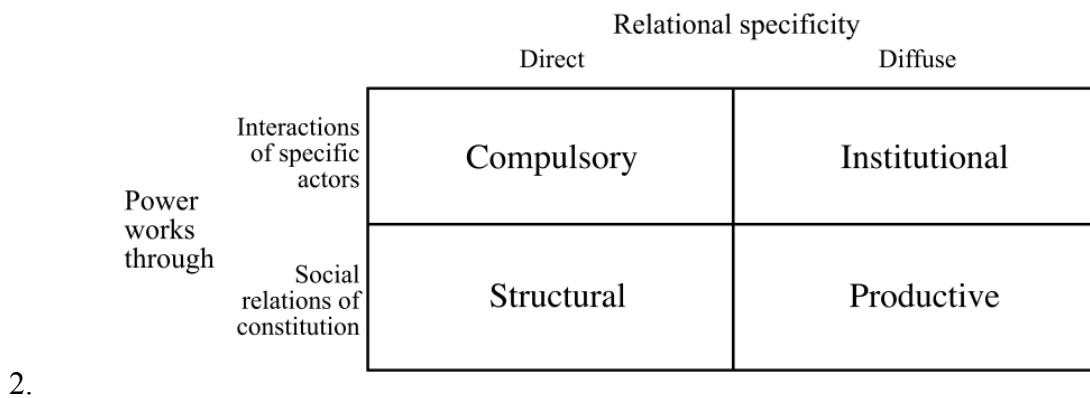 Relational specificity
Direct Diffuse
Interactions
of specific
actors
Compulsory Institutional
Power
works
through
Social
relations of
constitution
Structural Productive
2.